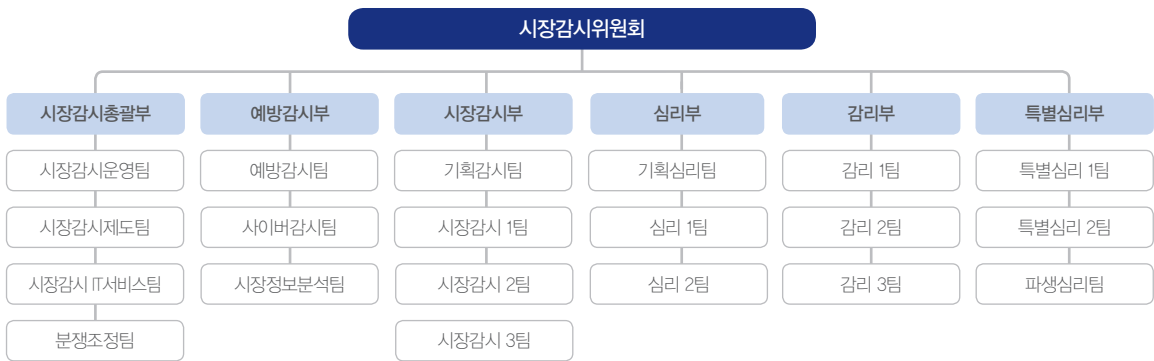 시장감시위원회
시장감시총괄부
예방감시부
시장감시부
심리부
감리부
특별심리부
시장감시운영팀
예방감시팀
기획감시팀
기획심리팀
감리 1팀
특별심리 1팀
시장감시제도팀
사이버감시팀
시장감시 1팀
심리 1팀
감리 2팀
특별심리 2팀
시장감시 IT서비스팀
시장정보분석팀
시장감시 2팀
심리 2팀
감리 3팀
파생심리팀
분쟁조정팀
시장감시 3팀